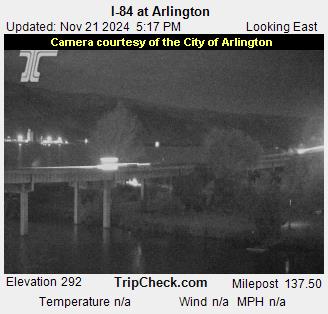 I-84 at Arlington
Updated: Nov 21 2024 5:17 PM Looking East
Camera courtesy of the City of Arlington
Elevation 292 TripCheck.com Milepost 137.50
Temperature n/a Wind n/a MPH n/a